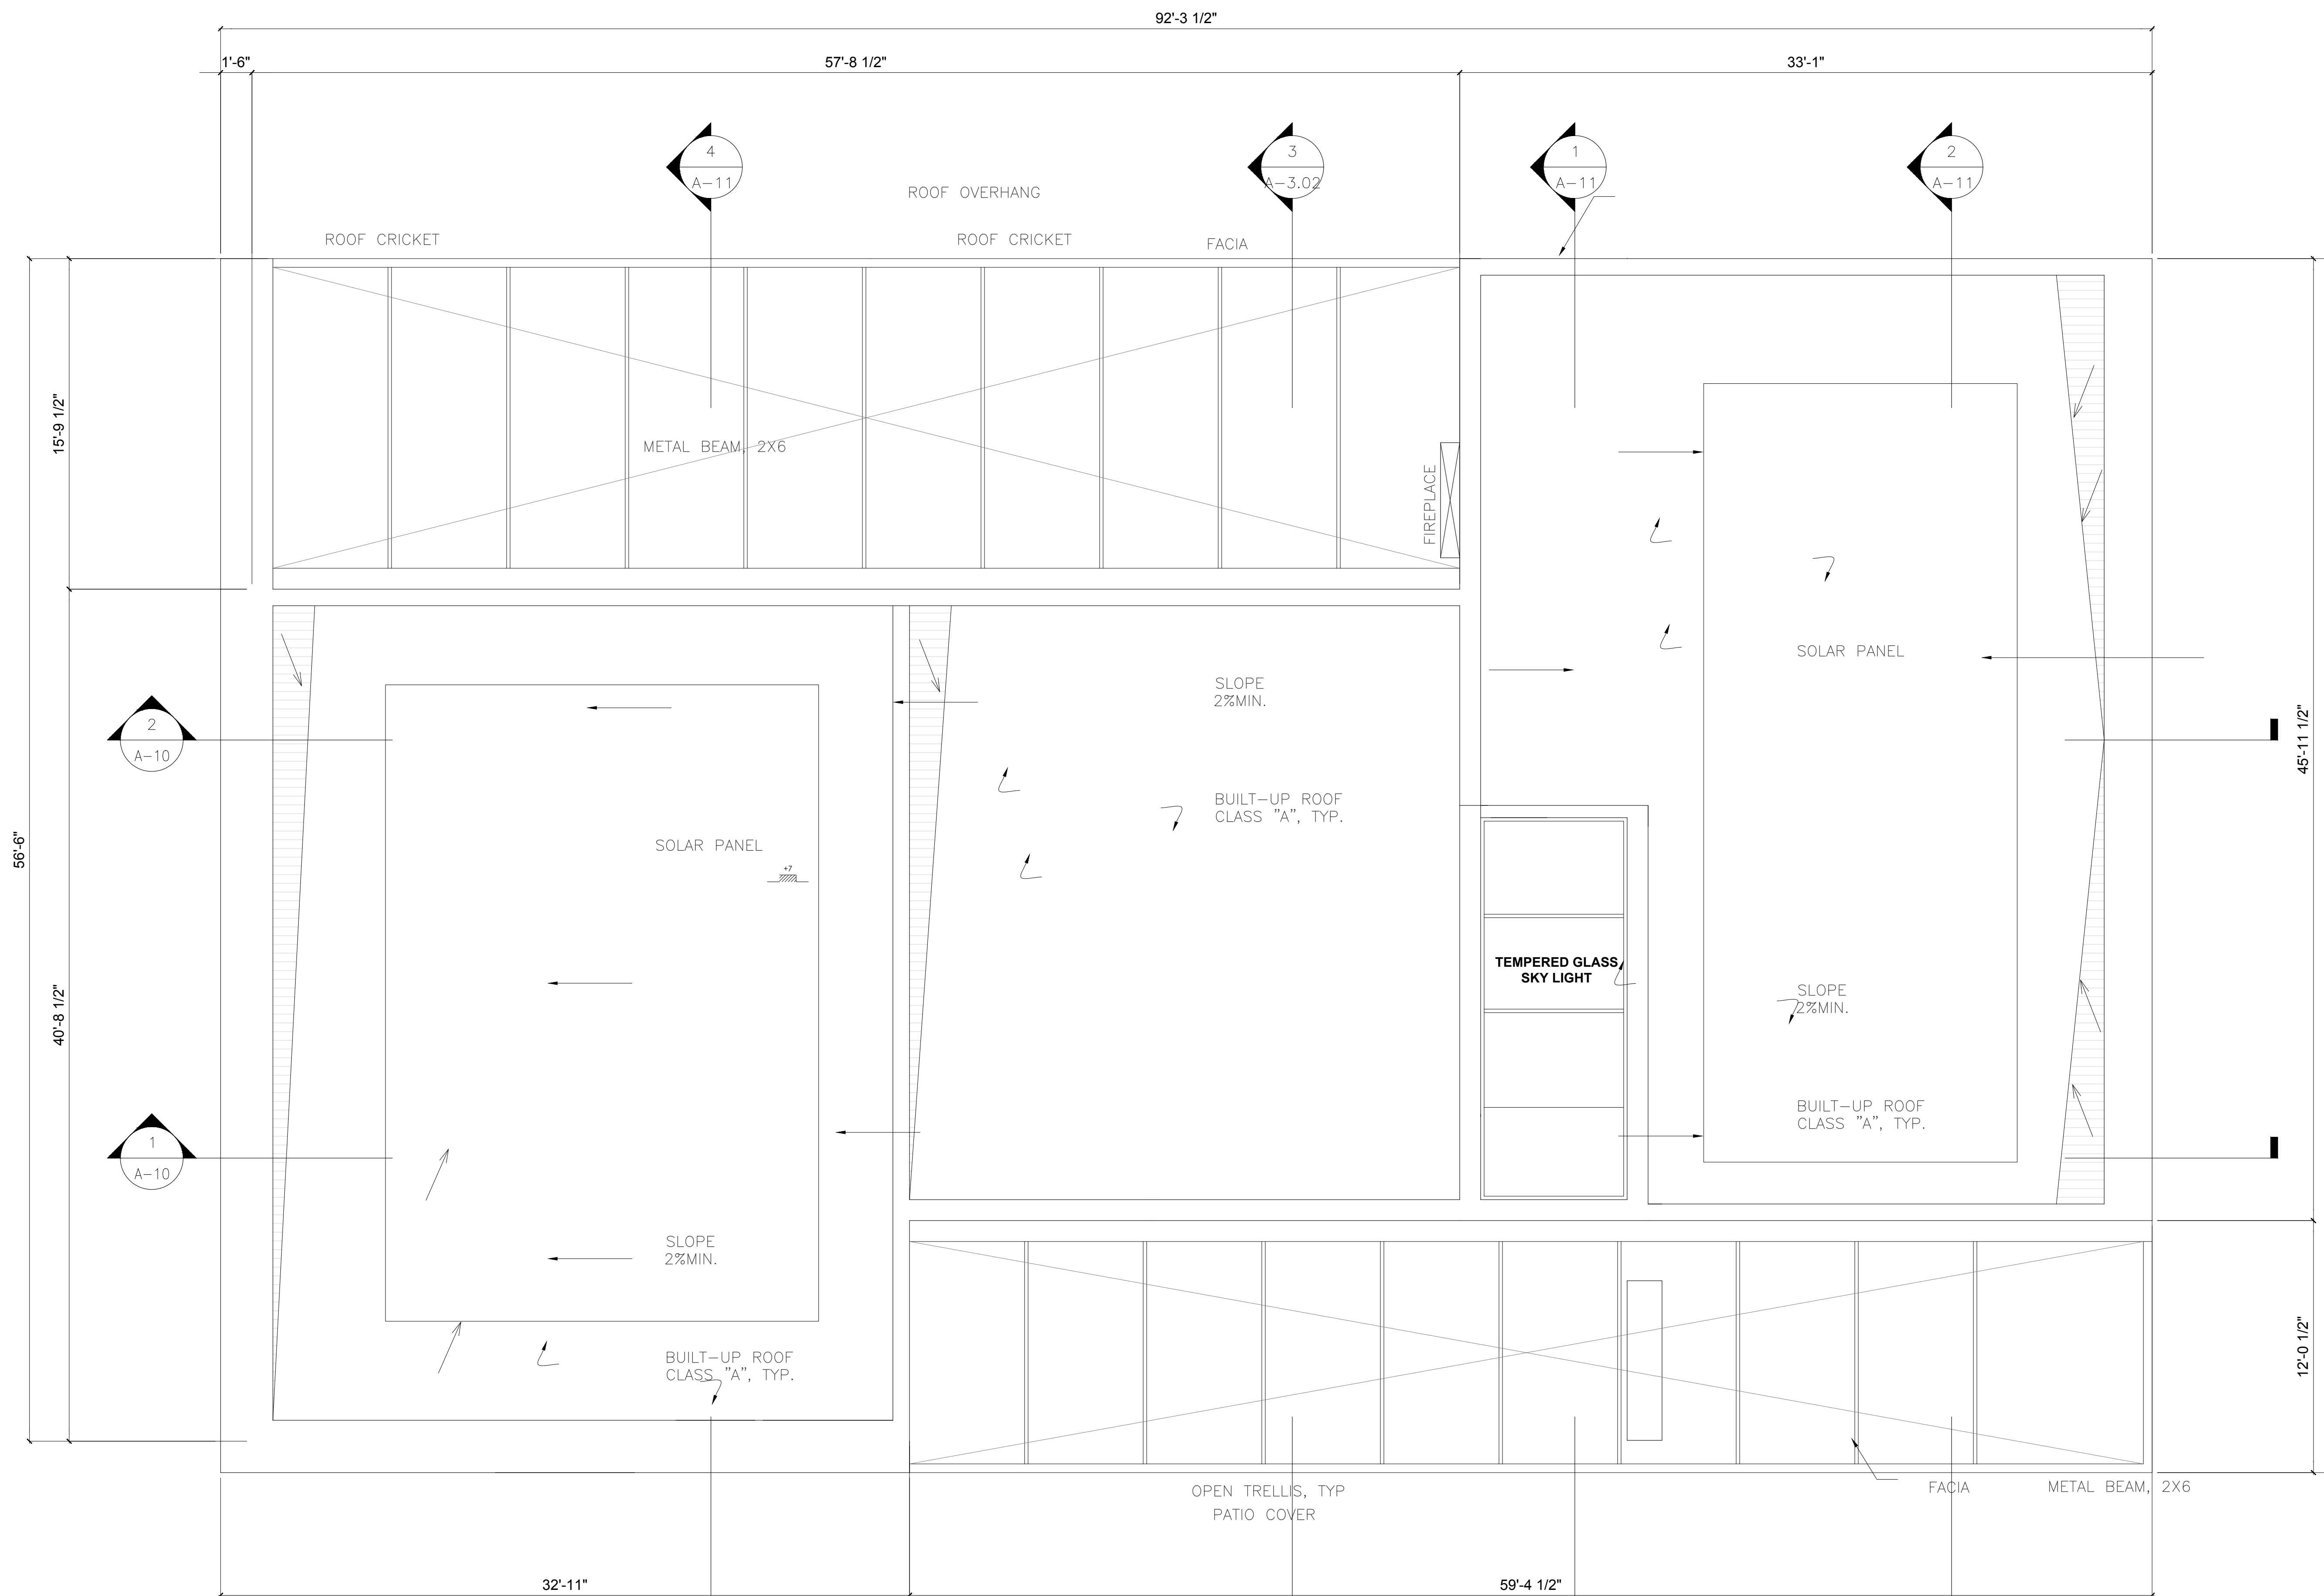 92'-3 1/2"
1'-6"
57'-8 1/2"
33'-1"
4
A-11
3
A-3.02
1
A-11
2
A-11
ROOF OVERHANG
ROOF CRICKET
ROOF CRICKET
FACIA
15'-9 1/2"
METAL BEAM, 2X6
FIREPLACE
SOLAR PANEL
SLOPE
2%MIN.
2
A-10
45'-11 1/2"
BUILT-UP ROOF
CLASS "A", TYP.
SOLAR PANEL
+7
56'-6"
TEMPERED GLASS
SKY LIGHT
40'-8 1/2"
SLOPE
2%MIN.
BUILT-UP ROOF
CLASS "A", TYP.
1
A-10
SLOPE
2%MIN.
BUILT-UP ROOF
CLASS "A", TYP.
12'-0 1/2"
OPEN TRELLIS, TYP
PATIO COVER
FACIA
METAL BEAM, 2X6
32'-11"
59'-4 1/2"